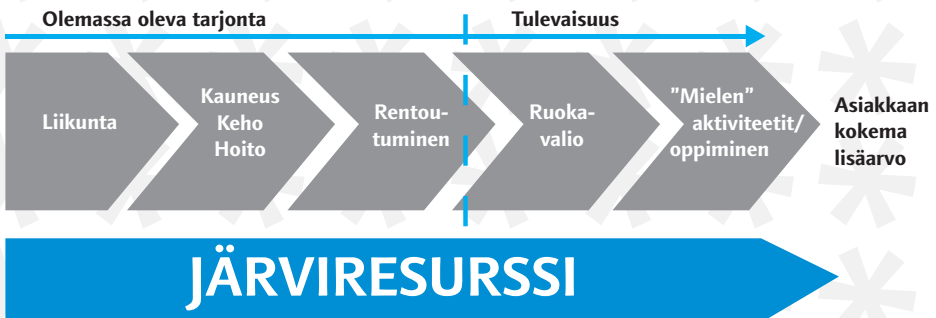 Olemassa oleva tarjonta
Tulevaisuus
Liikunta
Kauneus
Keho
Hoito
Rentou-
tuminen
Ruoka-
valio
"Mielen"
aktiviteetit/
oppiminen
Asiakkaan
kokema
lisäarvo
JÄRVIRESURSSI